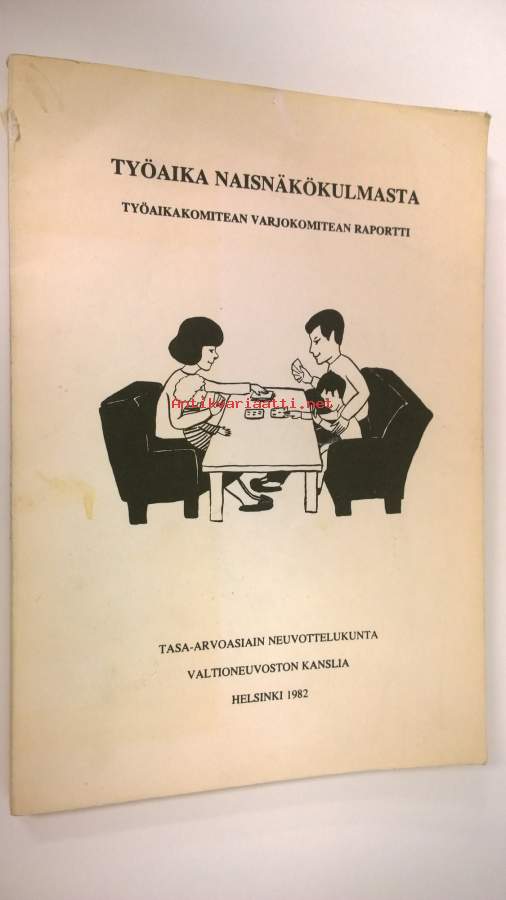 TYÖAIKA NAISNÄKÖKULMASTA
TYÖAIKAKOMITEAN VARJOKOMITEAN RAPORTTI
Antikvariaatti.net
TASA-ARVOASIAIN NEUVOTTELUKUNTA
VALTIONEUVOSTON KANSLIA
HELSINKI 1982